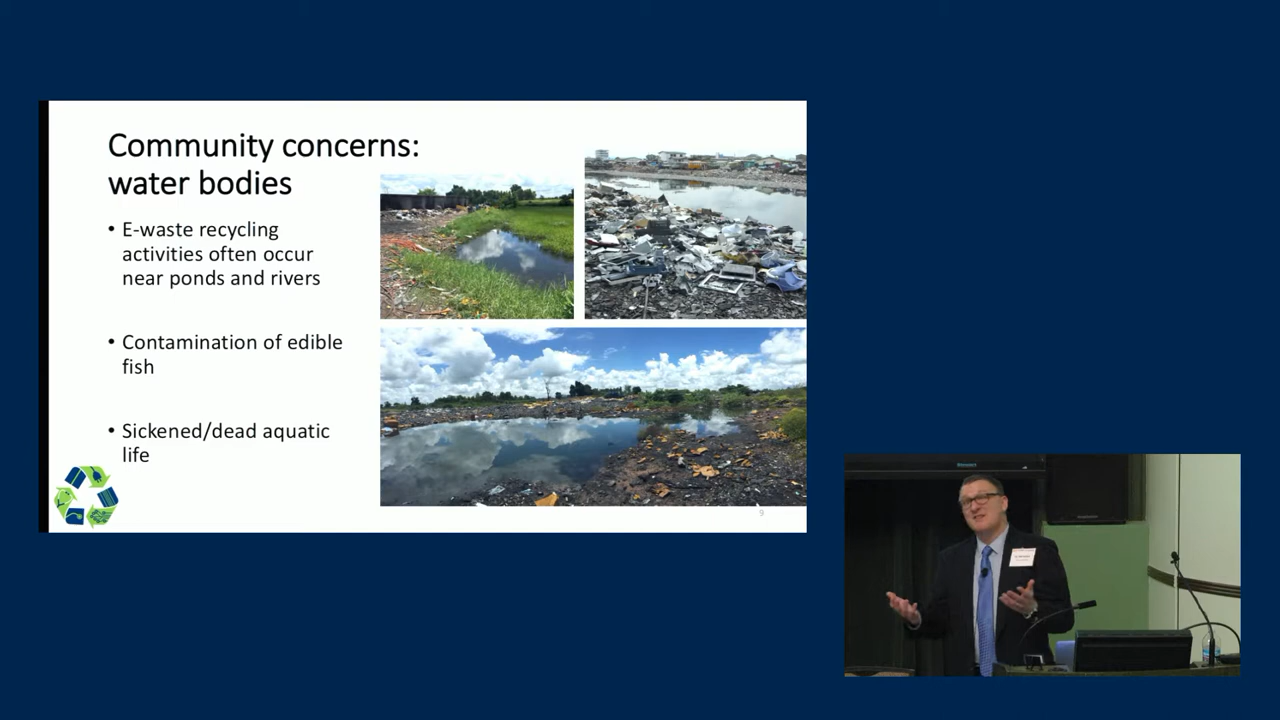 Community concerns:
water bodies
• E-waste recycling
activities often occur
near ponds and rivers
• Contamination of edible
fish
• Sickened/dead aquatic
life
9